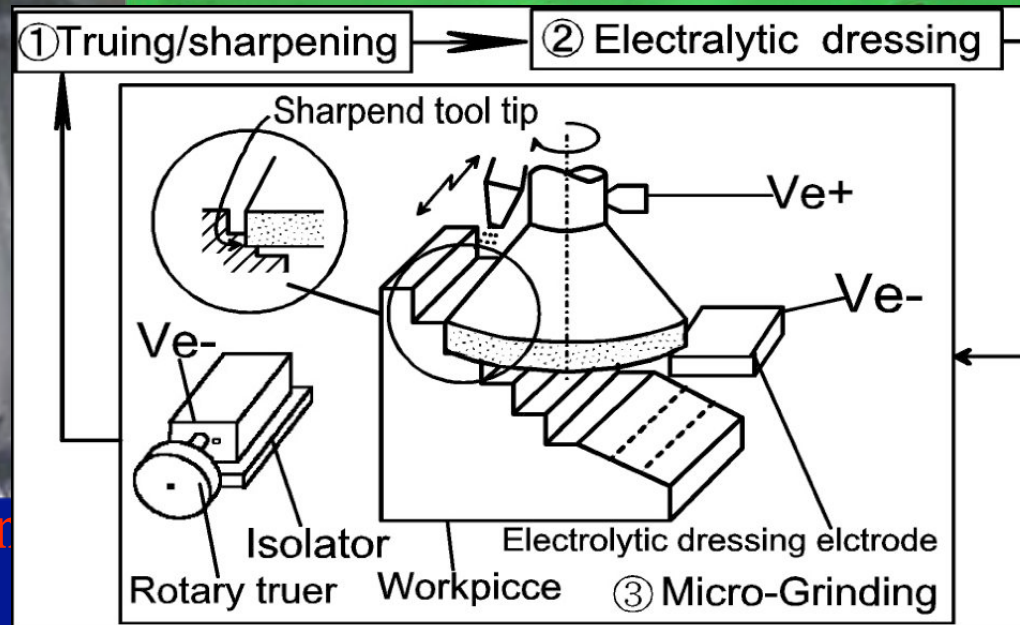 ①Truing/sharpening
② Electralytic dressing
Sharpend tool tip
Ve+
Ve-
Ve-
Isolator
Electrolytic dressing elctrode
Rotary truer
Workpicce
③ Micro-Grinding